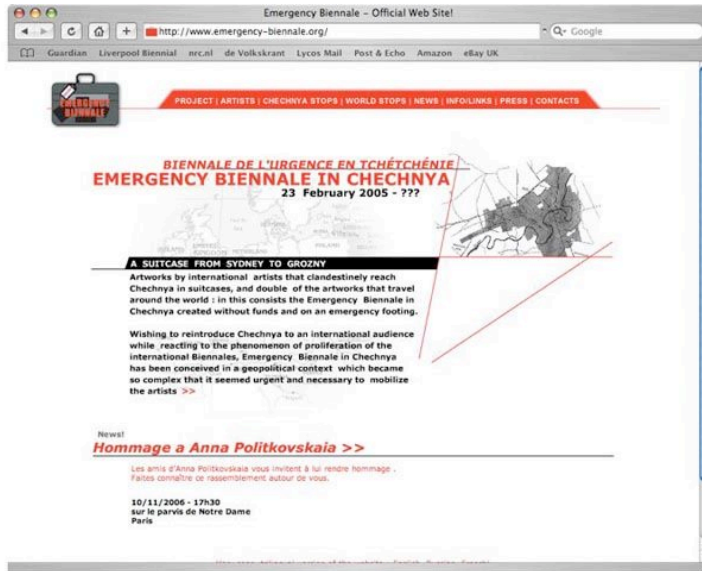 Emergency Biennale – Official Web Site!
http://www.emergency-biennale.org/
Google
Guardian Liverpool Biennial nrc.nl de Volkskrant Lycos Mail Post & Echo Amazon eBay UK
EMERGENCY
BIENNALE
PROJECT | ARTISTS | CHECHNYA STOPS | WORLD STOPS | NEWS | INFO/LINKS | PRESS | CONTACTS
BIENNALE DE L'URGENCE EN TCHÉTCHÉNIE
EMERGENCY BIENNALE IN CHECHNYA
23 February 2005 - ???
POLAND
A SUITCASE FROM SYDNEY TO GROZNY
Artworks by international artists that clandestinely reach
Chechnya in suitcases, and double of the artworks that travel
around the world : in this consists the Emergency Biennale in
Chechnya created without funds and on an emergency footing.
Wishing to reintroduce Chechnya to an international audience
while reacting to the phenomenon of proliferation of the
international Biennales, Emergency Biennale in Chechnya
has been conceived in a geopolitical context which became
so complex that it seemed urgent and necessary to mobilize
the artists >>
News!
Hommage a Anna Politkovskaia >>
Les amis d'Anna Politkovskaia vous invitent à lui rendre hommage .
Faites connaître ce rassemblement autour de vous.
10/11/2006 - 17h30
sur le parvis de Notre Dame
Paris